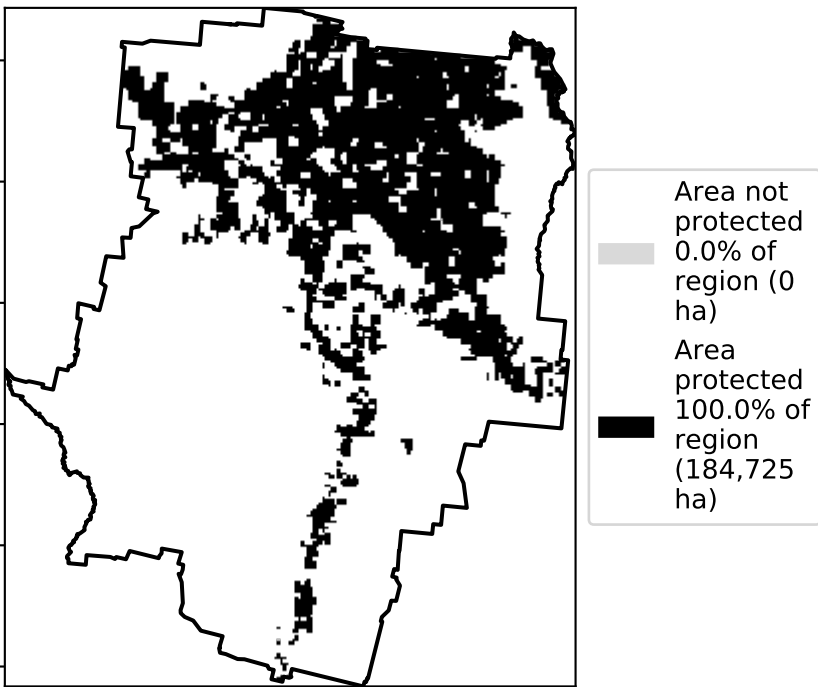 Area not
protected
0.0% of
region (0
ha)
Area
protected
100.0% of
region
(184,725
ha)